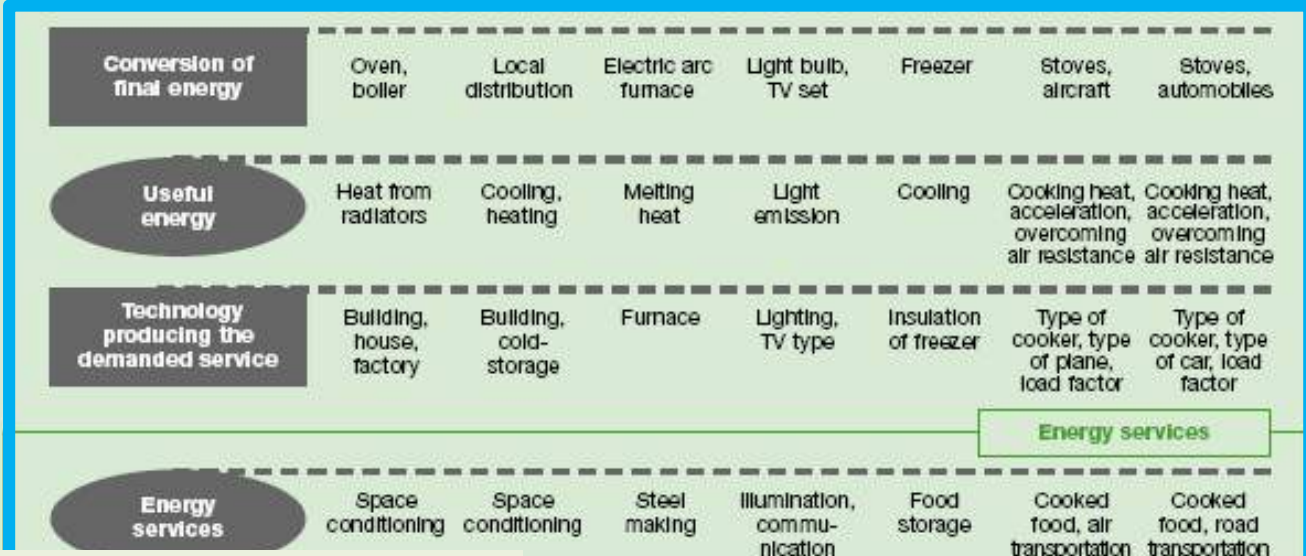 Conversion of
final energy
Oven,
boiler
Local
distribution
Electric arc
furnace
Light bulb,
TV set
Freezer
Stoves,
aircraft
Stoves,
automobiles
Useful
energy
Heat from
radiators
Cooling,
heating
Melting
heat
Light
emission
Cooling
Cooking heat,
acceleration,
overcoming
air resistance
Cooking heat,
acceleration,
overcoming
air resistance
Technology
producing the
demanded service
Building,
house,
factory
Building,
cold-
storage
Furnace
Lighting,
TV type
Insulation
of freezer
Type of
cooker, type
of plane,
load factor
Type of
cooker, type
of car, load
factor
Energy services
Energy
services
Space
conditioning
Space
conditioning
Steel
making
Illumination,
commu-
nication
Food
storage
Cooked
food, air
transportation
Cooked
food, road
transportation